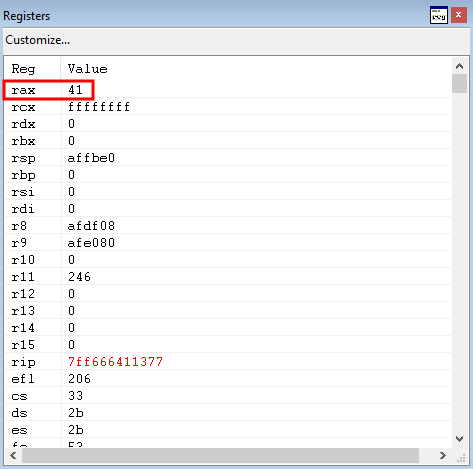 Registers
Customize...
Reg Value
rax 41
rcx ffffffff
rdx 0
rbx 0
rsp affbe0
rbp 0
rsi 0
rdi 0
r8 afdf08
r9 afe080
r10 0
r11 246
r12 0
r13 0
r14 0
r15 0
rip 7ff666411377
efl 206
cs 33
ds 2b
es 2b
fs 53